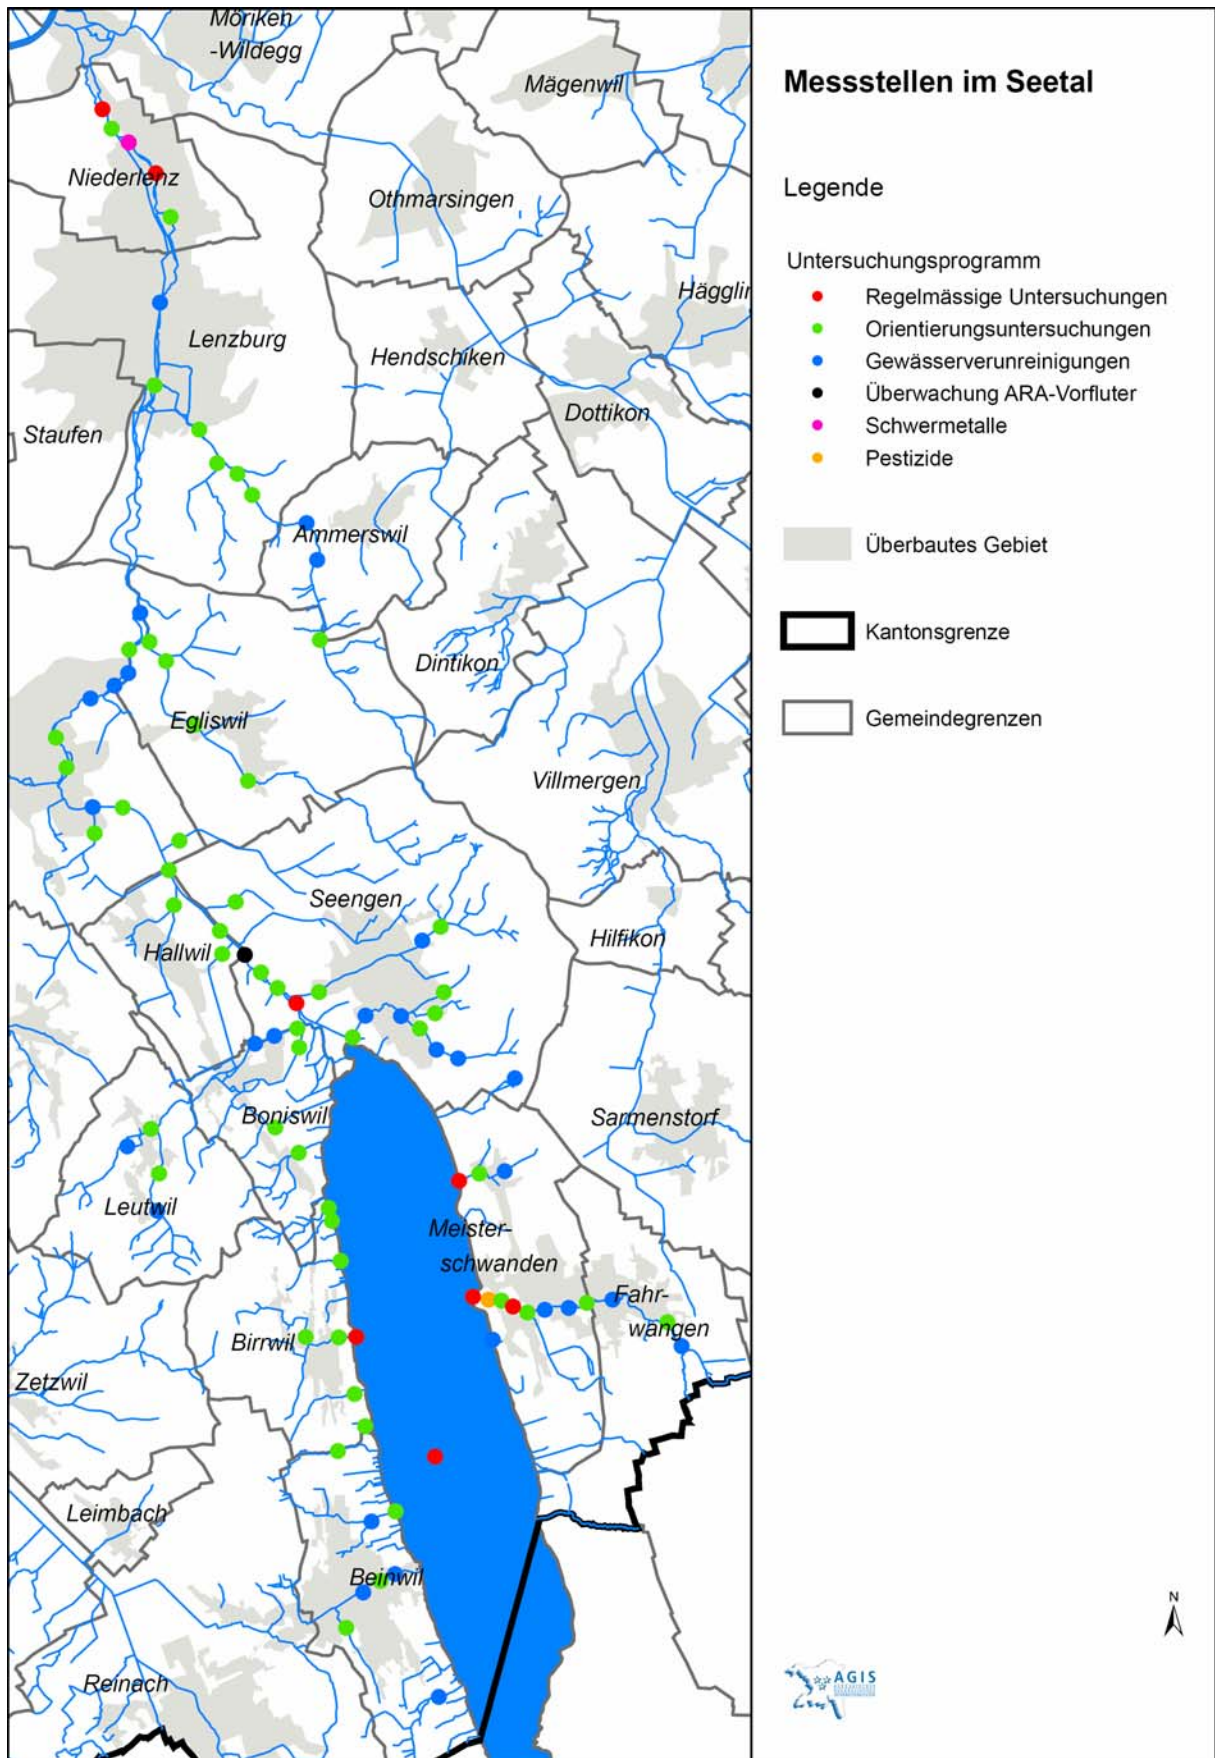 Möriken
-Wildegg
Mägenwil
Niederlenz
Othmarsingen
Hägglin
Lenzburg
Hendschiken
Dottikon
Staufen
Ammerswil
Dintikon
Egliswil
Villmergen
Seengen
Hilfikon
Hallwil
Boniswil
Sarmenstorf
Leutwil
Meister-
schwanden
Fahr-
wangen
Birrwil
Zetzwil
Leimbach
Beinwil
Reinach
Messstellen im Seetal
Legende
Untersuchungsprogramm
Regelmässige Untersuchungen
Orientierungsuntersuchungen
Gewässerverunreinigungen
Überwachung ARA-Vorfluter
Schwermetalle
Pestizide
Überbautes Gebiet
Kantonsgrenze
Gemeindegrenzen
N
AGIS